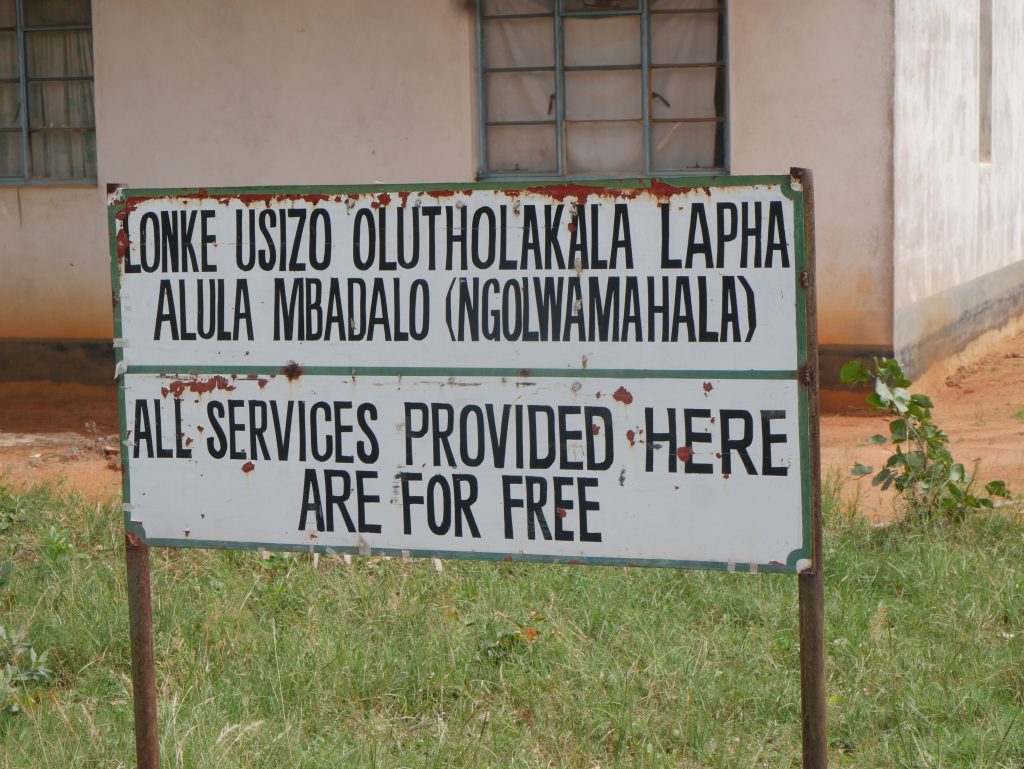 LONKE USIZO OLUTHOLAKALA LAPHA
ALULA MBADALO (NGOLWAMAHALA)
ALL SERVICES PROVIDED HERE
ARE FOR FREE